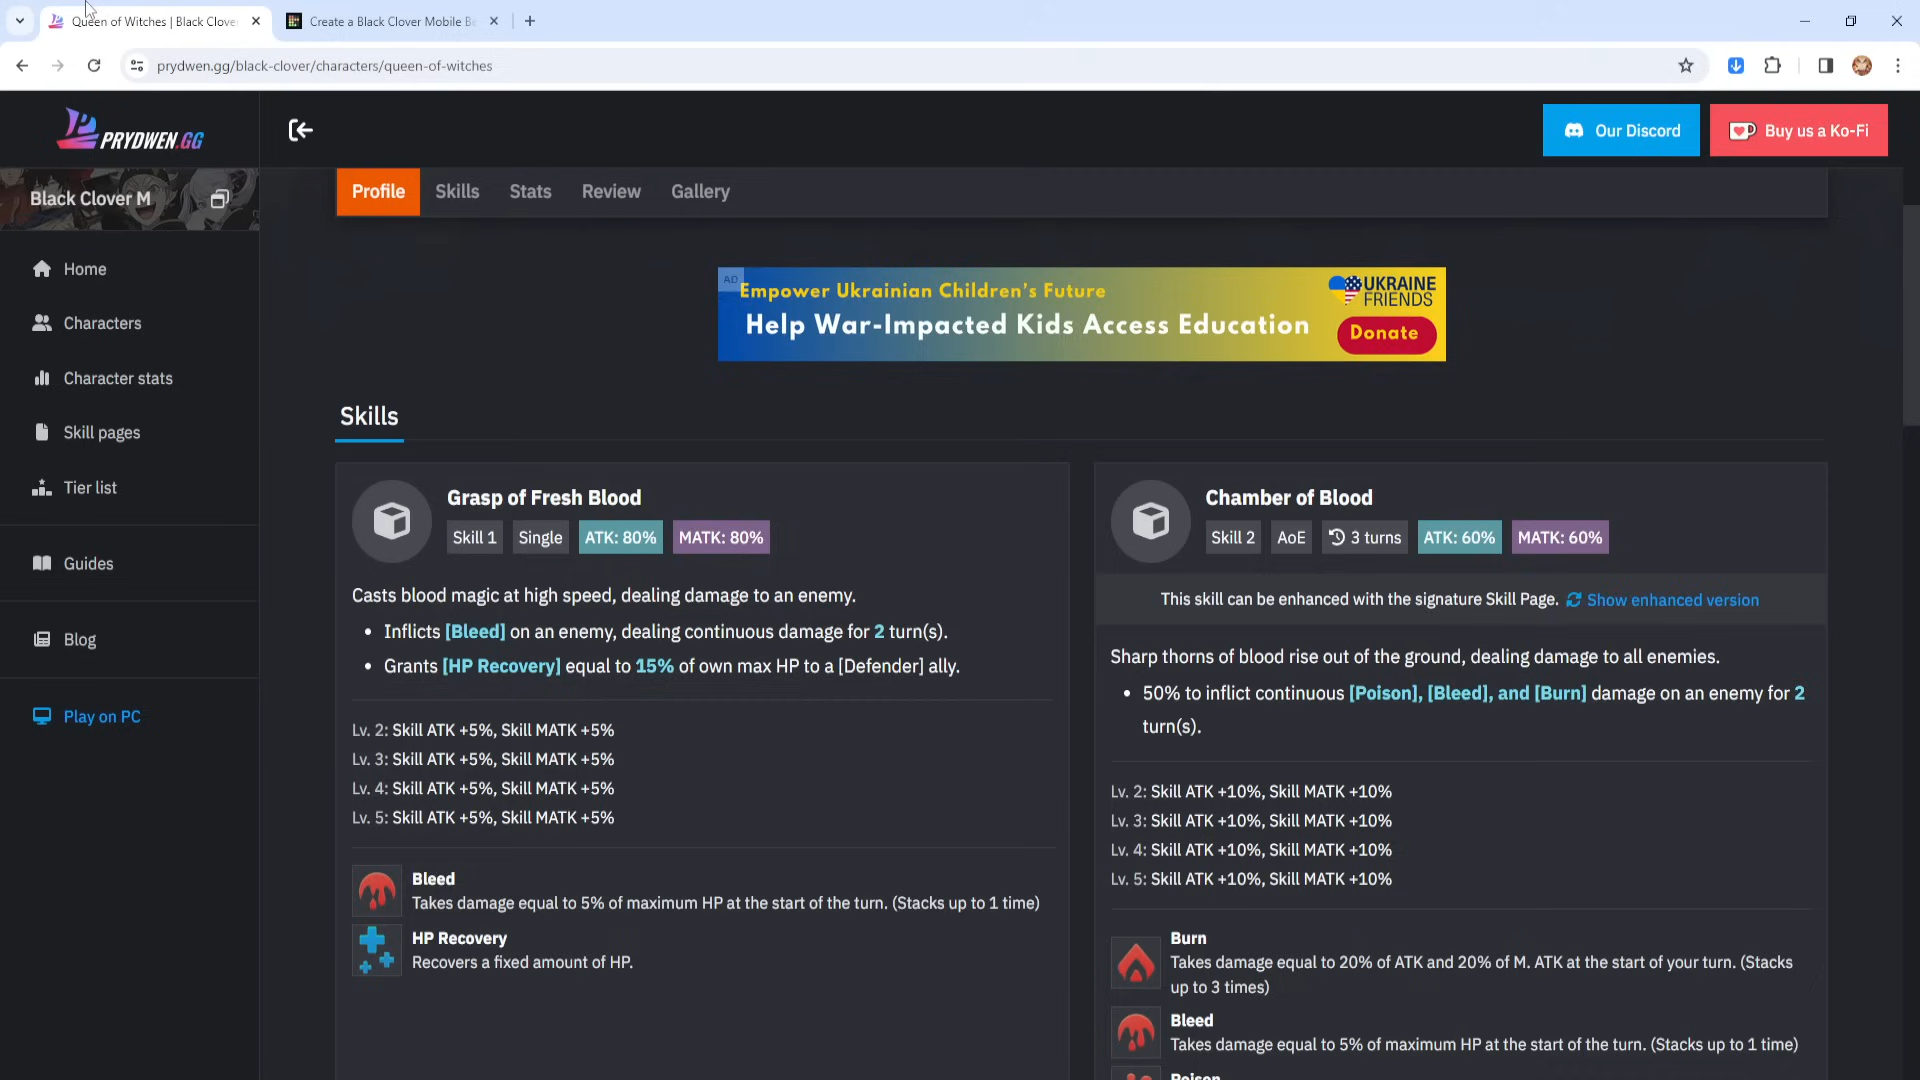 Queen of Witches | Black Clover
Create a Black Clover Mobile Be
prydwen.gg/black-clover/characters/queen-of-witches
PRYDWEN.GG
Our Discord
Buy us a Ko-Fi
Black Clover M
Home
Characters
Character stats
Skill pages
Tier list
Guides
Blog
Play on PC
Profile
Skills
Stats
Review
Gallery
AD
Empower Ukrainian Children's Future
Help War-Impacted Kids Access Education
UKRAINE
FRIENDS
Donate
Skills
Grasp of Fresh Blood
Skill 1
Single
ATK: 80%
MATK: 80%
Casts blood magic at high speed, dealing damage to an enemy.
• Inflicts [Bleed] on an enemy, dealing continuous damage for 2 turn(s).
• Grants [HP Recovery] equal to 15% of own max HP to a [Defender] ally.
Lv. 2: Skill ATK +5%, Skill MATK +5%
Lv. 3: Skill ATK +5%, Skill MATK +5%
Lv. 4: Skill ATK +5%, Skill MATK +5%
Lv. 5: Skill ATK +5%, Skill MATK +5%
Bleed
Takes damage equal to 5% of maximum HP at the start of the turn. (Stacks up to 1 time)
HP Recovery
Recovers a fixed amount of HP.
Chamber of Blood
Skill 2
AoE
3 turns
ATK: 60%
MATK: 60%
This skill can be enhanced with the signature Skill Page. Show enhanced version
Sharp thorns of blood rise out of the ground, dealing damage to all enemies.
• 50% to inflict continuous [Poison], [Bleed], and [Burn] damage on an enemy for 2
turn(s).
Lv. 2: Skill ATK +10%, Skill MATK +10%
Lv. 3: Skill ATK +10%, Skill MATK +10%
Lv. 4: Skill ATK +10%, Skill MATK +10%
Lv. 5: Skill ATK +10%, Skill MATK +10%
Burn
Takes damage equal to 20% of ATK and 20% of M. ATK at the start of your turn. (Stacks
up to 3 times)
Bleed
Takes damage equal to 5% of maximum HP at the start of the turn. (Stacks up to 1 time)
Poison